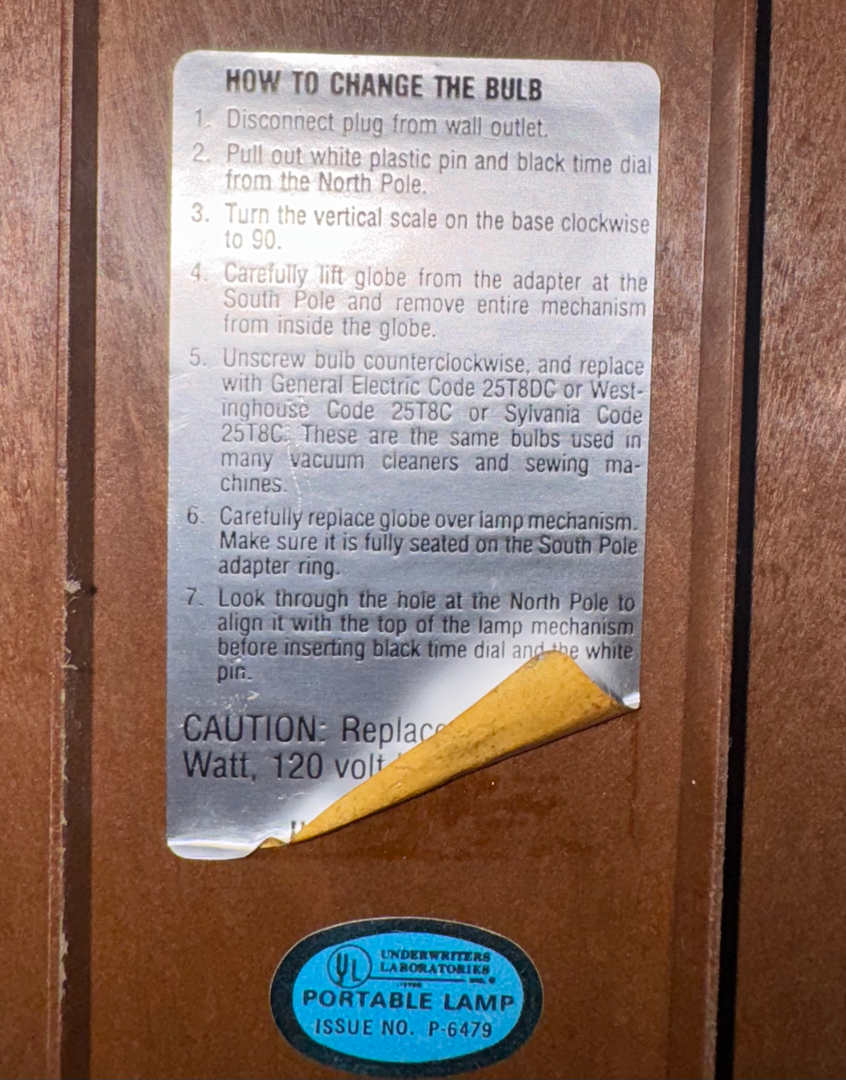 HOW TO CHANGE THE BULB
1. Disconnect plug from wall outlet.
2. Pull out white plastic pin and black time dial
from the North Pole.
3. Turn the vertical scale on the base clockwise
to 90.
4. Carefully lift globe from the adapter at the
South Pole and remove entire mechanism
from inside the globe.
5. Unscrew bulb counterclockwise, and replace
with General Electric Code 25T8DC or West-
inghouse Code 25T8C or Sylvania Code
25T8C. These are the same bulbs used in
many vacuum cleaners and sewing ma-
chines.
6. Carefully replace globe over lamp mechanism.
Make sure it is fully seated on the South Pole
adapter ring.
7. Look through the hole at the North Pole to
align it with the top of the lamp mechanism
before inserting black time dial and the white
pin.
CAUTION: Replace
Watt, 120 volt
UL UNDERWRITERS
LABORATORIES
INC. ®
PORTABLE LAMP
ISSUE NO. P-6479